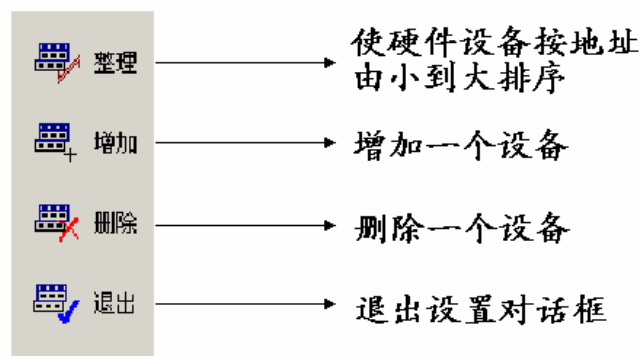 整理
使硬件设备按地址
由小到大排序
增加
增加一个设备
删除
删除一个设备
退出
退出设置对话框